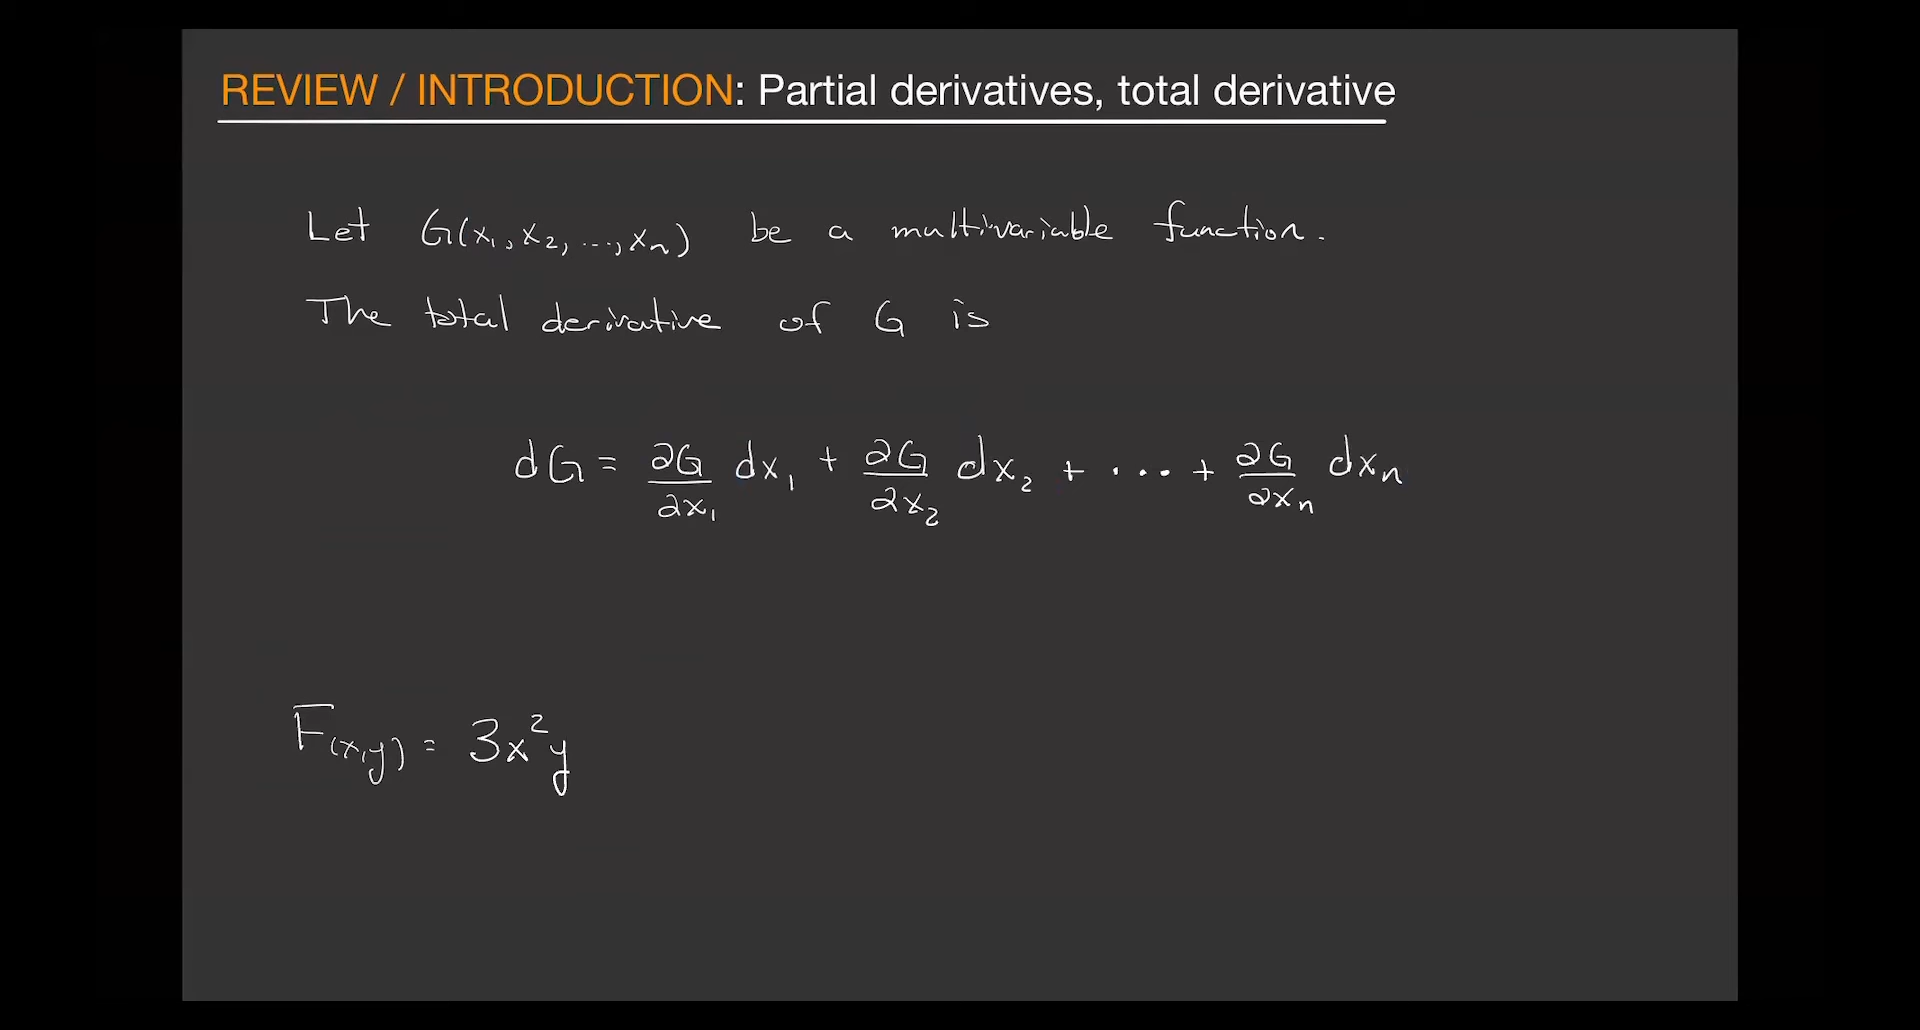 REVIEW / INTRODUCTION: Partial derivatives, total derivative
Let G(x₁, x₂, ..., xₙ) be a multivariable function.
The total derivative of G is
dG = ∂G/∂x₁ dx₁ + ∂G/∂x₂ dx₂ + ... + ∂G/∂xₙ dxₙ
F(x,y) = 3x²y